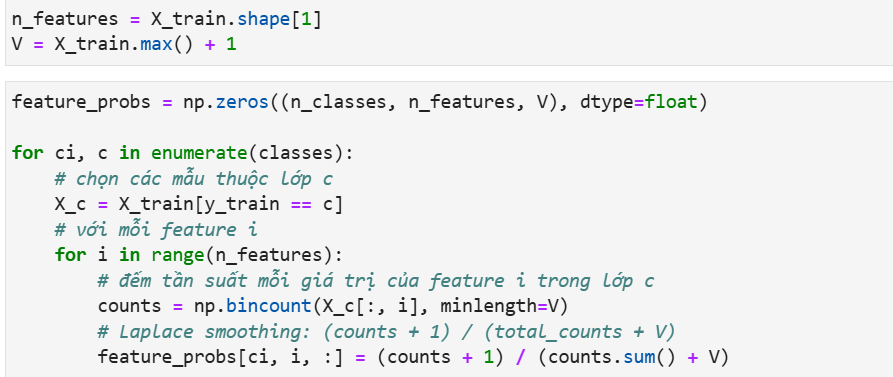 n_features = X_train.shape[1]
V = X_train.max() + 1
feature_probs = np.zeros((n_classes, n_features, V), dtype=float)
for ci, c in enumerate(classes):
    # chọn các mẫu thuộc lớp c
    X_c = X_train[y_train == c]
    # với mỗi feature i
    for i in range(n_features):
        # đếm tần suất mỗi giá trị của feature i trong lớp c
        counts = np.bincount(X_c[:, i], minlength=V)
        # Laplace smoothing: (counts + 1) / (total_counts + V)
        feature_probs[ci, i, :] = (counts + 1) / (counts.sum() + V)